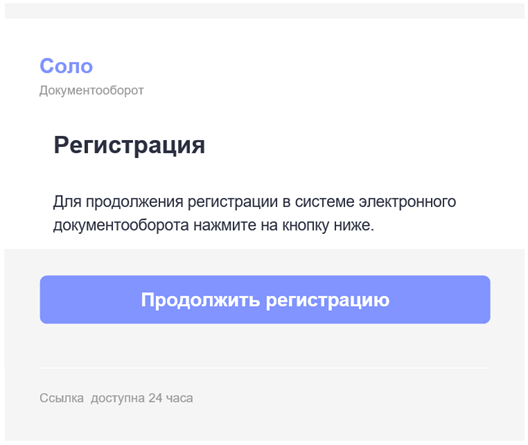 Соло
Документооборот
Регистрация
Для продолжения регистрации в системе электронного
документооборота нажмите на кнопку ниже.
Продолжить регистрацию
Ссылка  доступна 24 часа